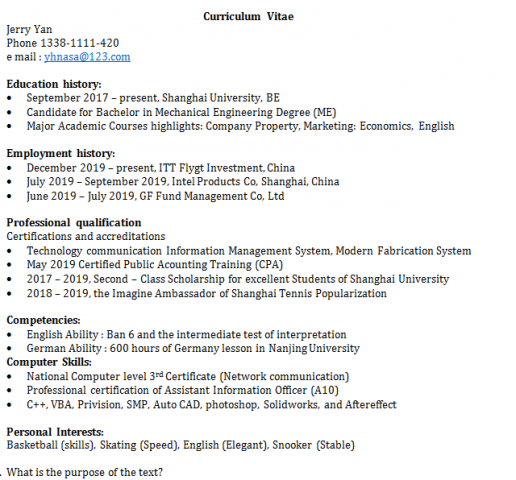 Curriculum Vitae
Jerry Yan
Phone 1338-1111-420
e mail : yhnasa@123.com
Education history:
• September 2017 – present, Shanghai University, BE
• Candidate for Bachelor in Mechanical Engineering Degree (ME)
• Major Academic Courses highlights: Company Property, Marketing: Economics, English
Employment history:
• December 2019 – present, ITT Flygt Investment, China
• July 2019 – September 2019, Intel Products Co, Shanghai, China
• June 2019 – July 2019, GF Fund Management Co, Ltd
Professional qualification
Certifications and accreditations
• Technology communication Information Management System, Modern Fabrication System
• May 2019 Certified Public Acounting Training (CPA)
• 2017 – 2019, Second – Class Scholarship for excellent Students of Shanghai University
• 2018 – 2019, the Imagine Ambassador of Shanghai Tennis Popularization
Competencies:
• English Ability : Ban 6 and the intermediate test of interpretation
• German Ability : 600 hours of Germany lesson in Nanjing University
Computer Skills:
• National Computer level 3rd Certificate (Network communication)
• Professional certification of Assistant Information Officer (A10)
• C++, VBA, Privision, SMP, Auto CAD, photoshop, Solidworks, and Aftereffect
Personal Interests:
Basketball (skills), Skating (Speed), English (Elegant), Snooker (Stable)
. What is the purpose of the text?